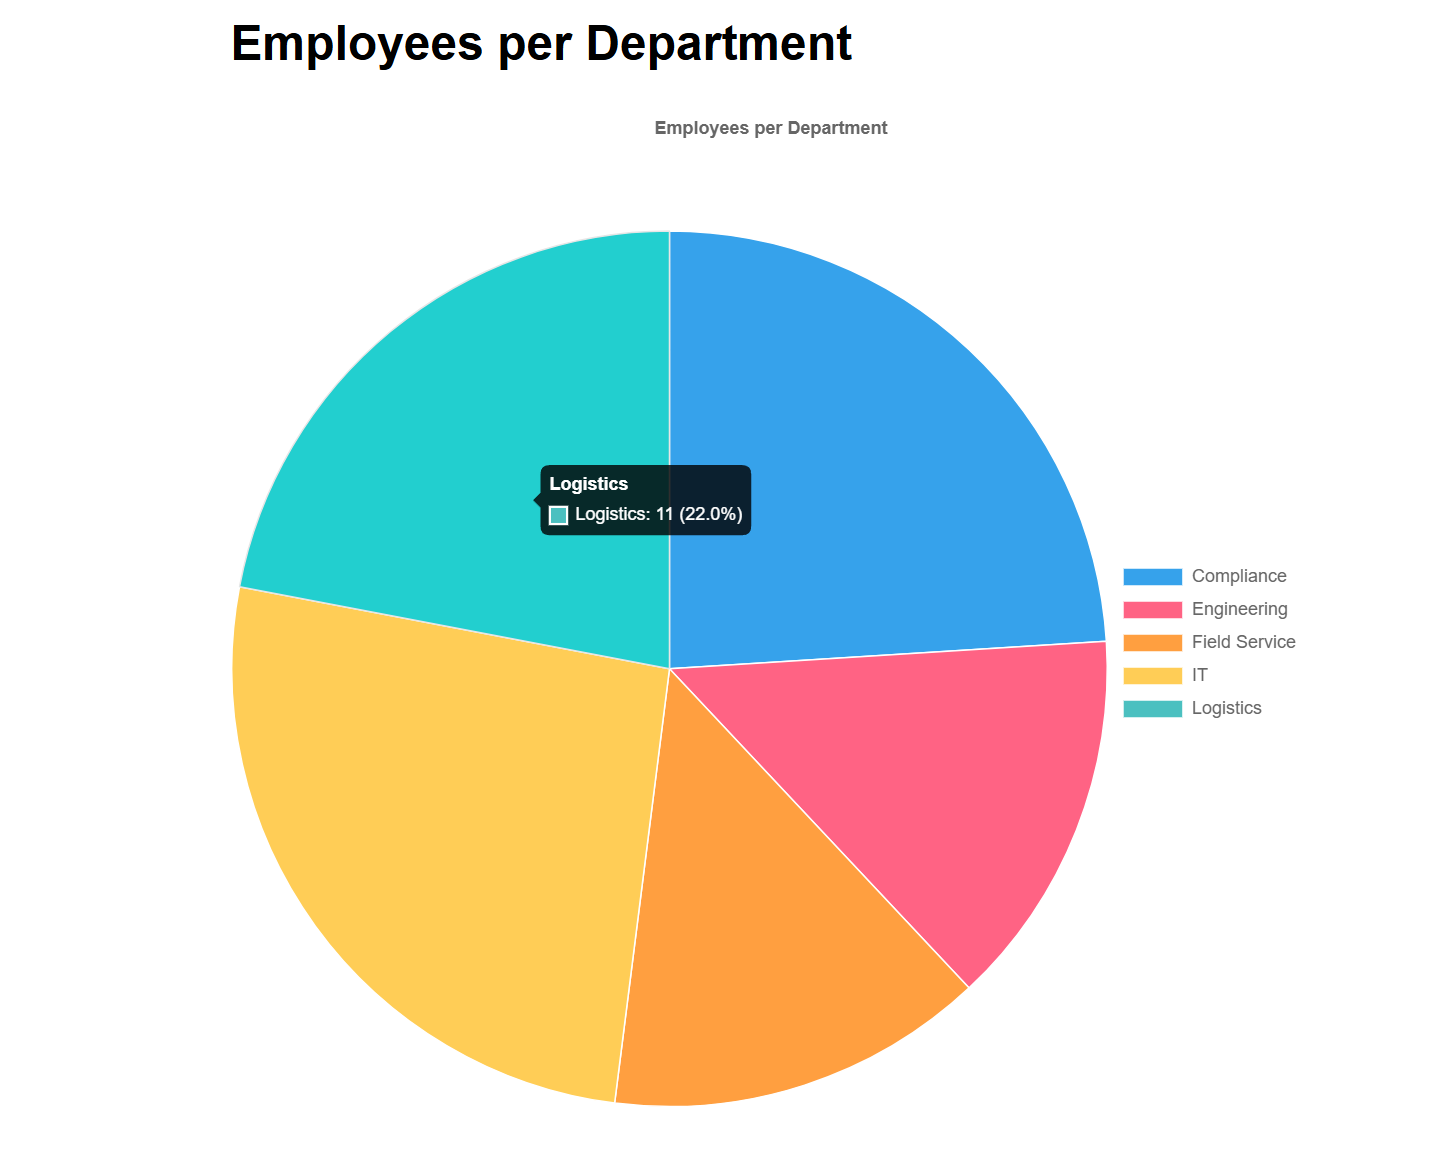 Employees per Department
Employees per Department
Logistics
Logistics: 11 (22.0%)
Compliance
Engineering
Field Service
IT
Logistics